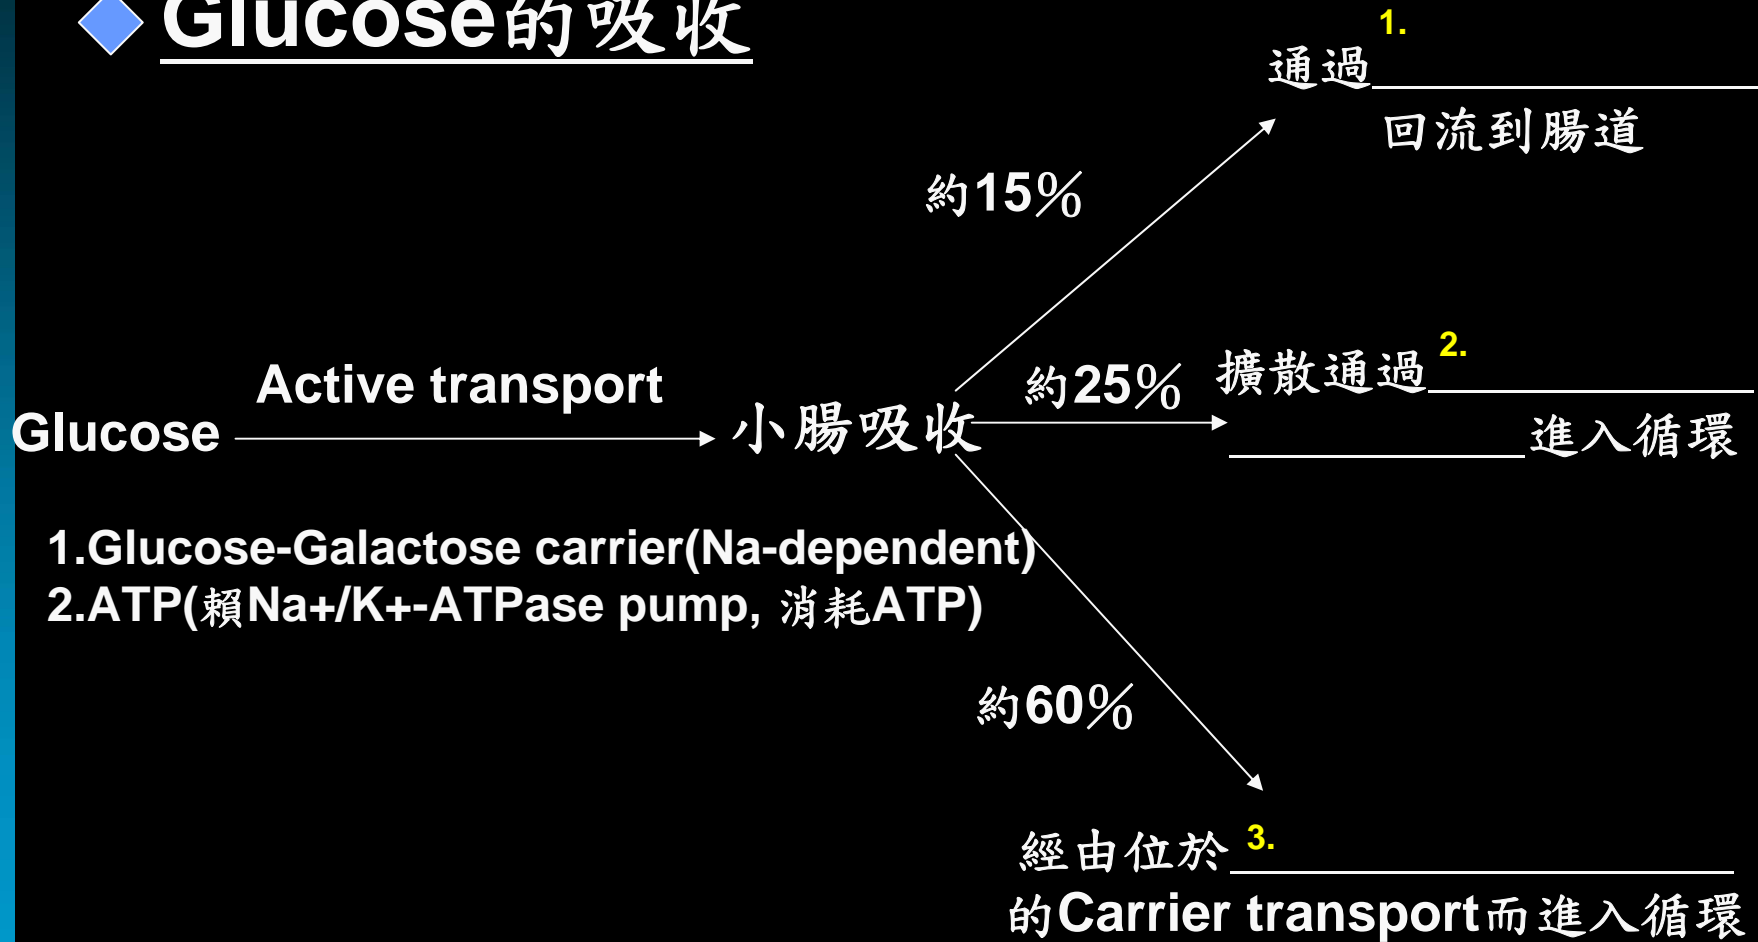 Glucose的吸收
1.
通過
回流到腸道
約15%
2.
約25%
擴散通過
進入循環
Active transport
Glucose
小腸吸收
1.Glucose-Galactose carrier(Na-dependent)
2.ATP(賴Na+/K+-ATPase pump, 消耗ATP)
約60%
3.
經由位於
的Carrier transport而進入循環